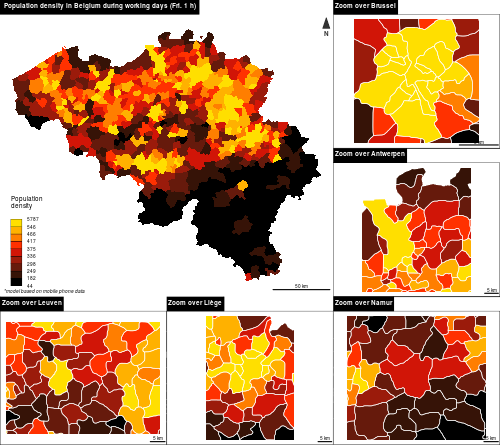 Population density in Belgium during working days (Fri. 1 h)
N
Population
density
5787
546
466
417
375
336
298
249
182
44
*model based on mobile phone data
50 km
Zoom over Brussel
Zoom over Antwerpen
5 km
Zoom over Leuven
5 km
Zoom over Liège
5 km
Zoom over Namur
5 km